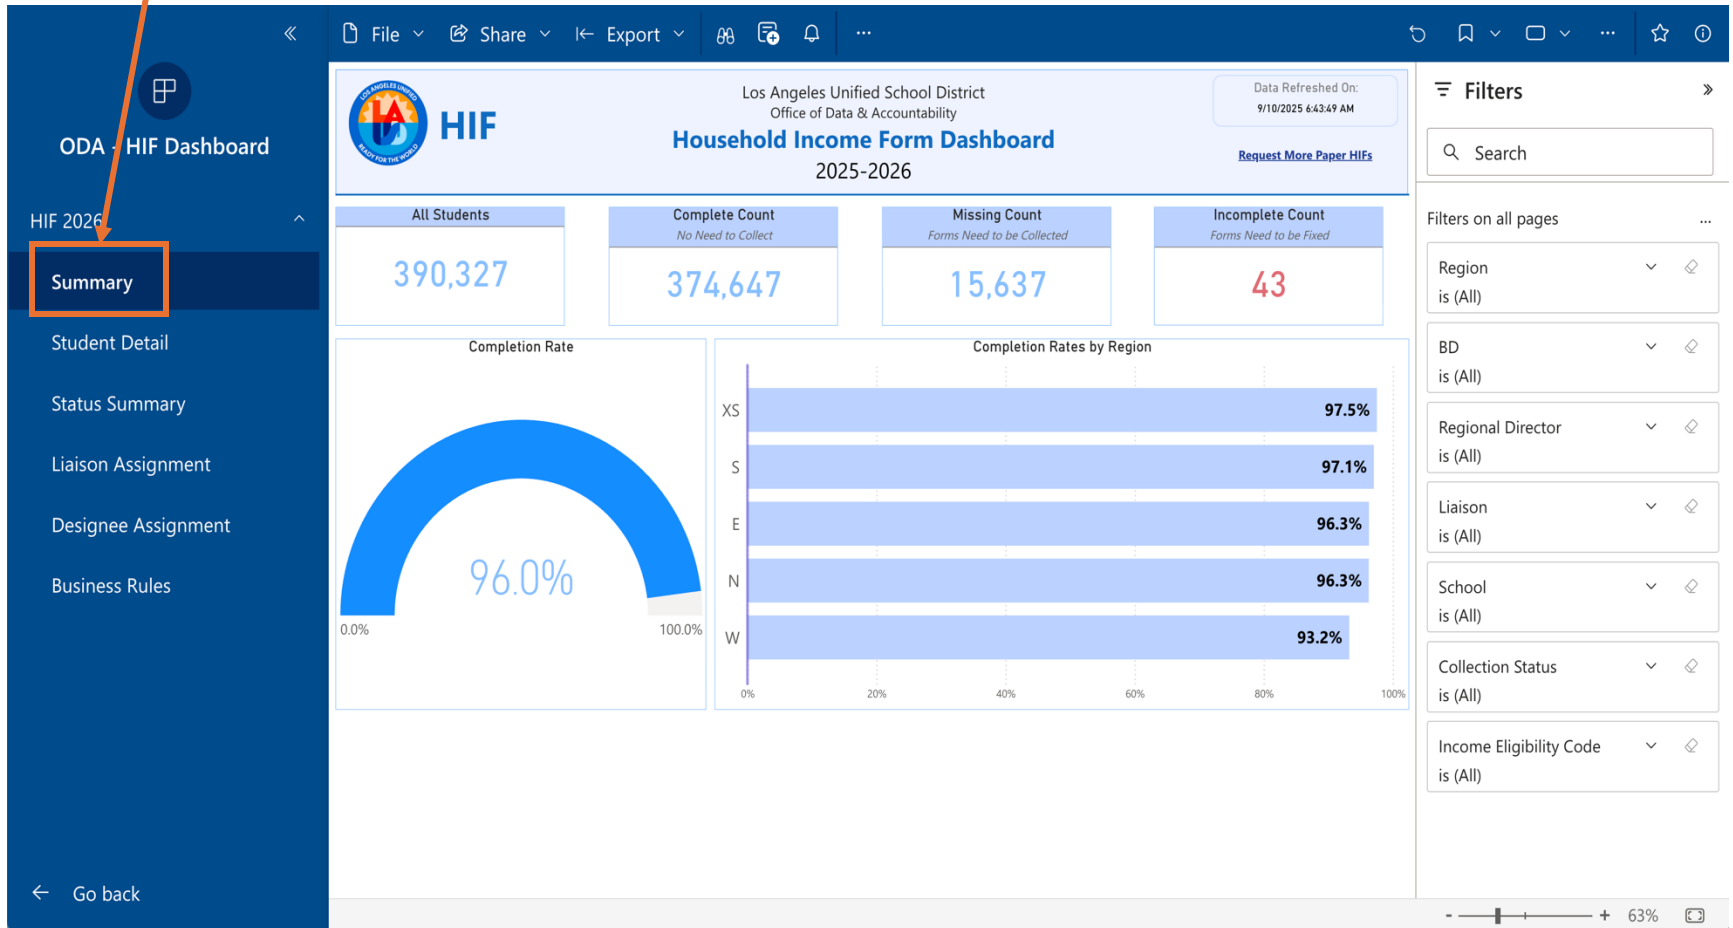 File
Share
Export
ODA - HIF Dashboard
HIF 2026
Summary
Student Detail
Status Summary
Liaison Assignment
Designee Assignment
Business Rules
Go back
LOS ANGELES UNIFIED
READY FOR THE WORLD
HIF
Los Angeles Unified School District
Office of Data & Accountability
Household Income Form Dashboard
2025-2026
Data Refreshed On:
9/10/2025 6:43:49 AM
Request More Paper HIFs
All Students
390,327
Complete Count
No Need to Collect
374,647
Missing Count
Forms Need to be Collected
15,637
Incomplete Count
Forms Need to be Fixed
43
Completion Rate
96.0%
0.0%
100.0%
Completion Rates by Region
XS
97.5%
S
97.1%
E
96.3%
N
96.3%
W
93.2%
0%
20%
40%
60%
80%
100%
Filters
Search
Filters on all pages
Region
is (All)
BD
is (All)
Regional Director
is (All)
Liaison
is (All)
School
is (All)
Collection Status
is (All)
Income Eligibility Code
is (All)
- + 63%